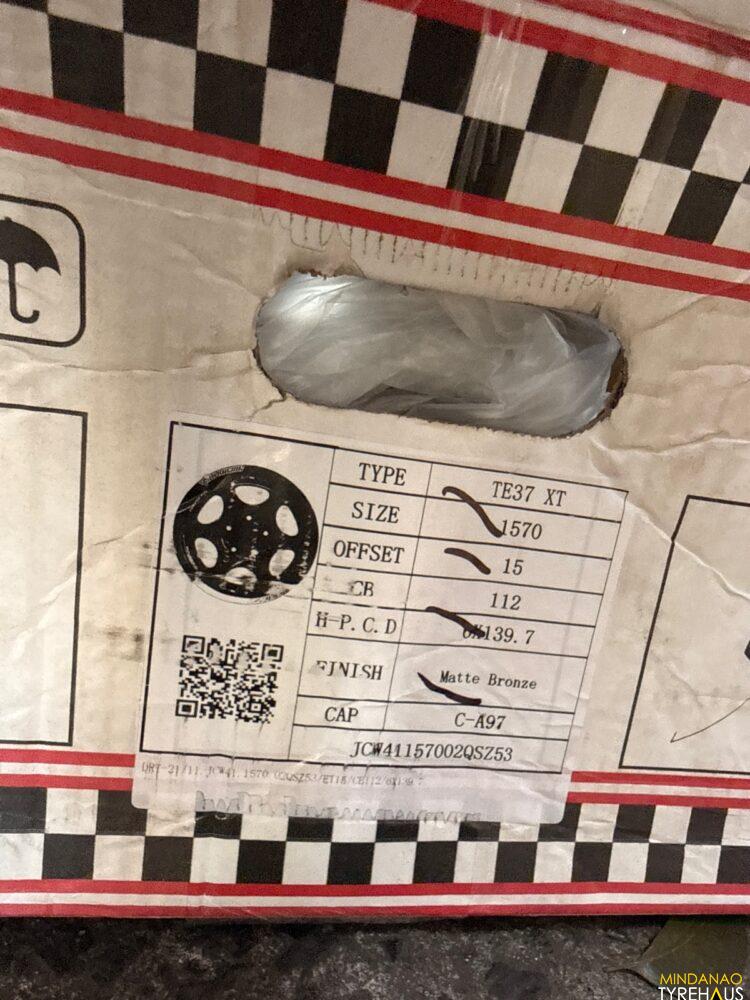 TYPE TE37 XT
SIZE 1570
OFFSET 15
CB 112
H-P.C.D 6X139.7
FINISH Matte Bronze
CAP C-A97
JCW41157002QSZ53
MINDANAO
TYREHAUS